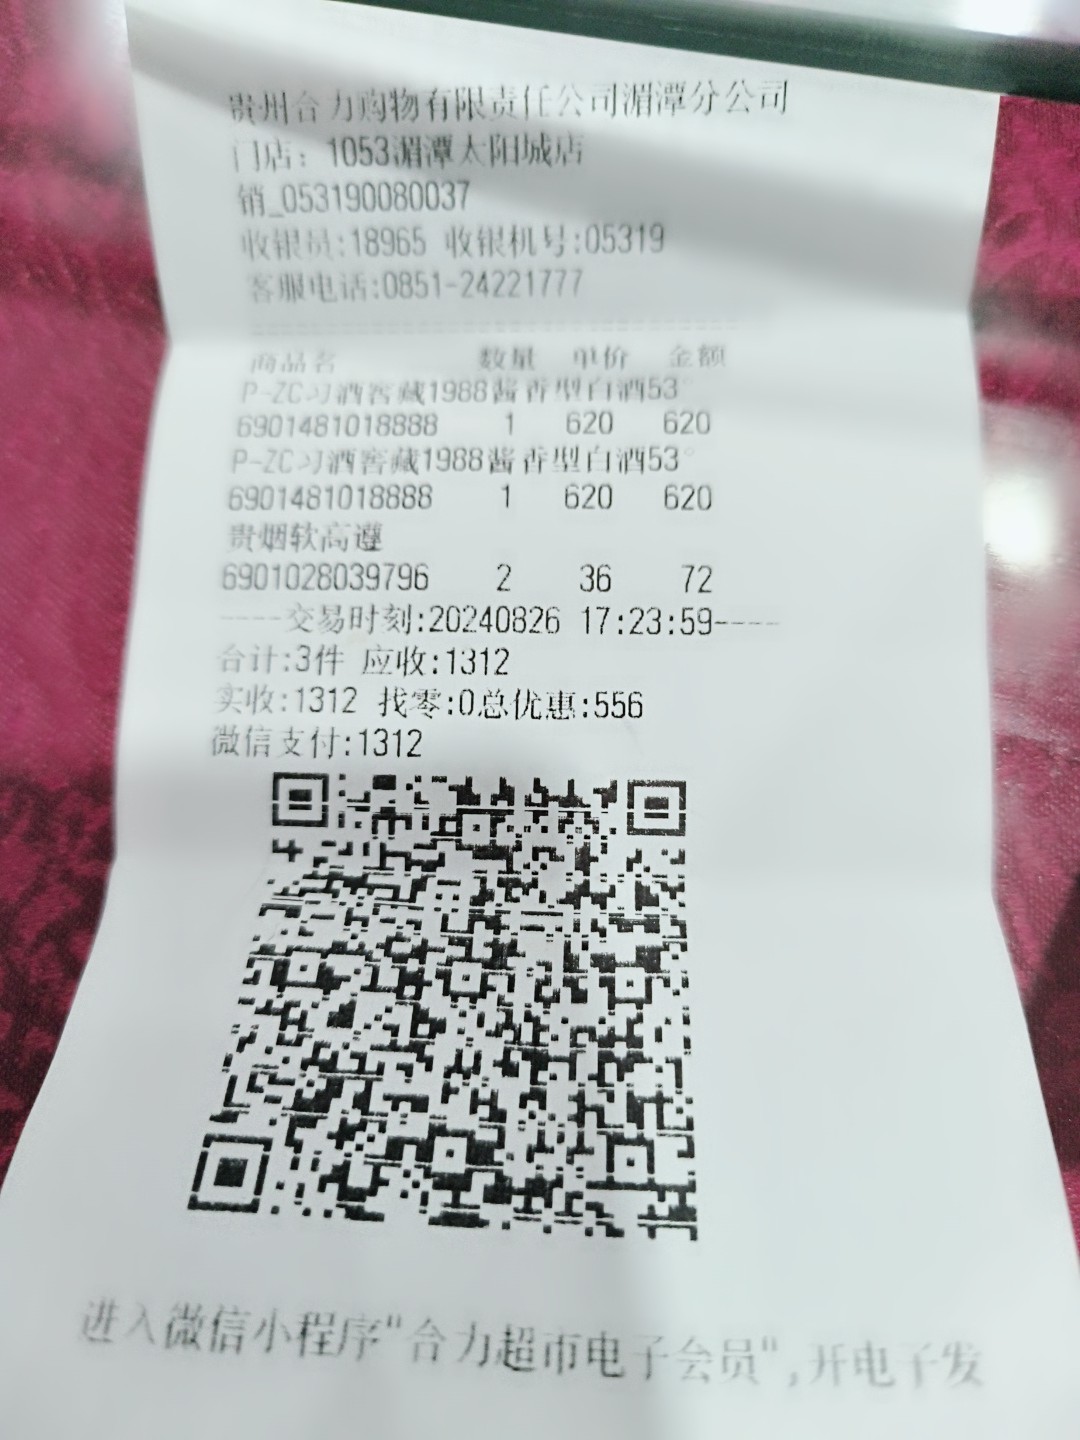 贵州合力购物有限责任公司湄潭分公司
门店：1053湄潭太阳城店
销_053190080037
收银员:18965 收银机号:05319
客服电话:0851-24221777
商品名 数量 单价 金额
P-ZC习酒窖藏1988酱香型白酒53°
6901481018888 1 620 620
P-ZC习酒窖藏1988酱香型白酒53°
6901481018888 1 620 620
贵烟软高遵
6901028039796 2 36 72
----交易时刻:20240826 17:23:59----
合计:3件 应收:1312
实收:1312 找零:0总优惠:556
微信支付:1312
进入微信小程序"合力超市电子会员",开电子发